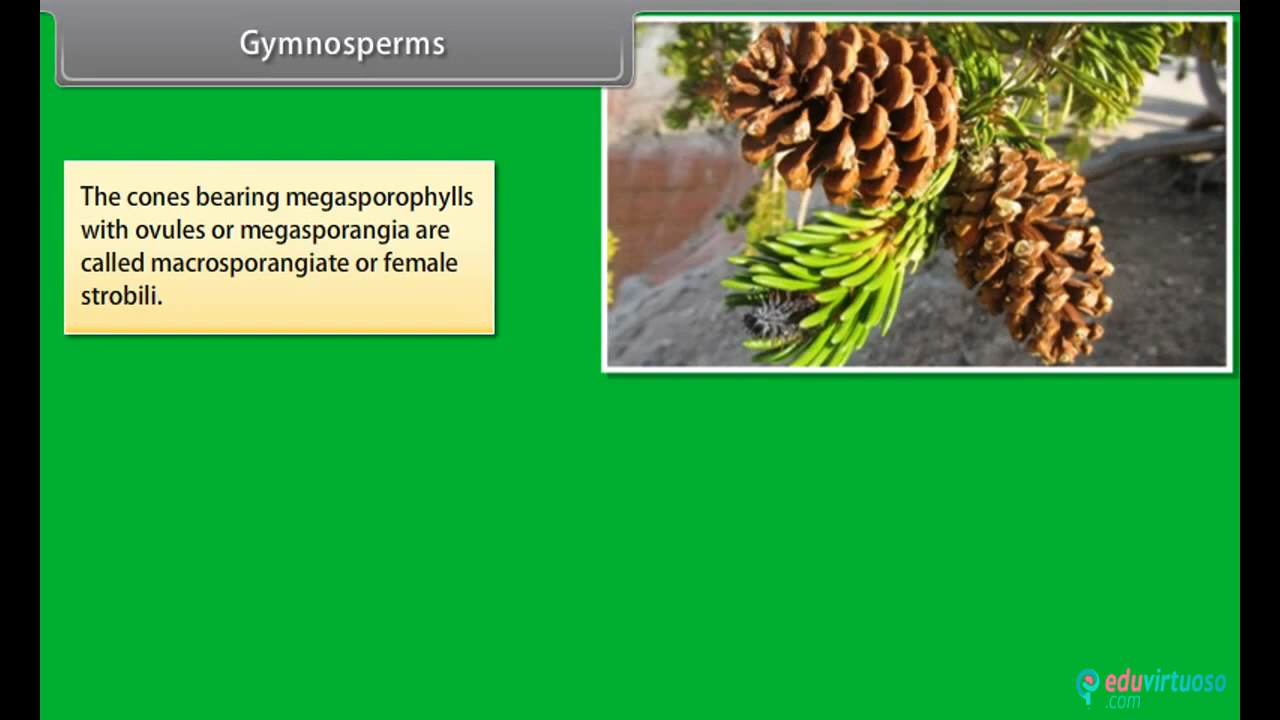 Gymnosperms
The cones bearing megasporophylls
with ovules or megasporangia are
called macrosporangiate or female
strobili.
eduvirtuoso
.com